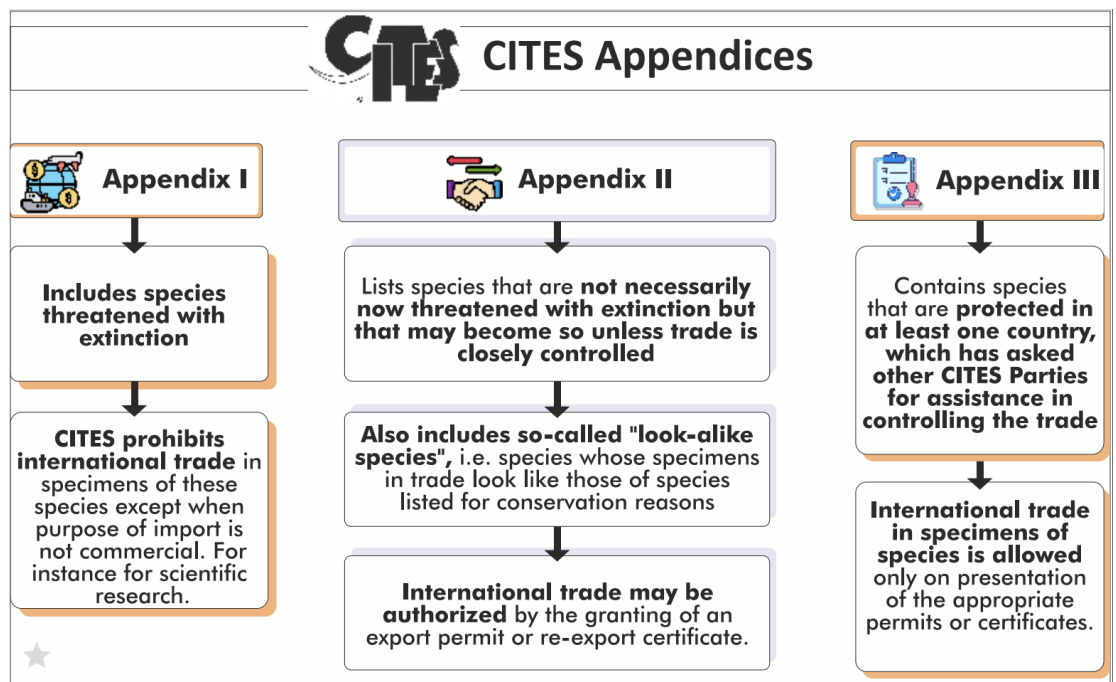 CITES
CITES Appendices
Appendix I
Includes species
threatened with
extinction
CITES prohibits
international trade in
specimens of these
species except when
purpose of import is
not commercial. For
instance for scientific
research.
Appendix II
Lists species that are not necessarily
now threatened with extinction but
that may become so unless trade is
closely controlled
Also includes so-called "look-alike
species", i.e. species whose specimens
in trade look like those of species
listed for conservation reasons
International trade may be
authorized by the granting of an
export permit or re-export certificate.
Appendix III
Contains species
that are protected in
at least one country,
which has asked
other CITES Parties
for assistance in
controlling the trade
International trade
in specimens of
species is allowed
only on presentation
of the appropriate
permits or certificates.